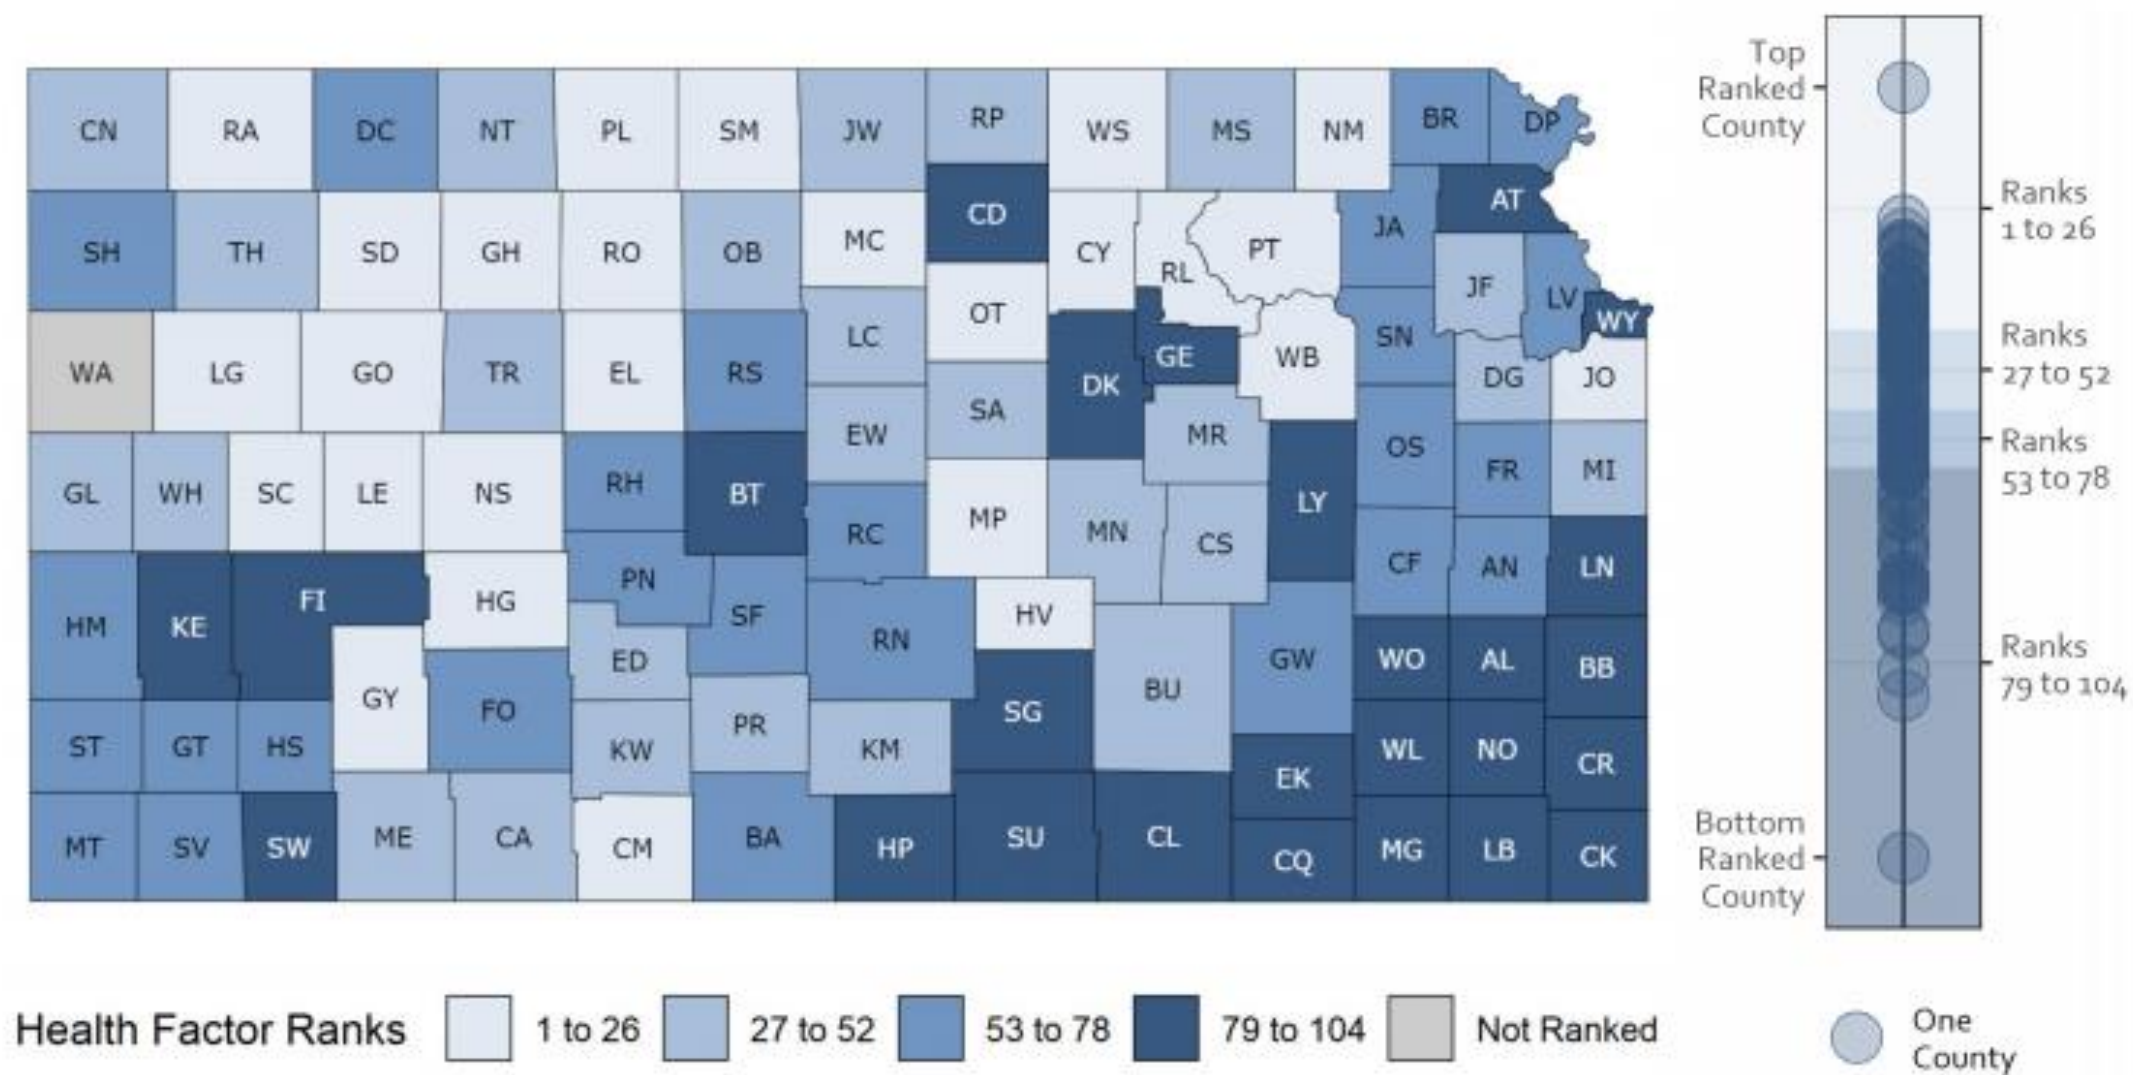 CN RA DC NT PL SM JW RP WS MS NM BR DP
CD AT
SH TH SD GH RO OB MC CY RL PT JA JF LV WY
OT
WA LG GO TR EL RS LC DK GE WB SN DG JO
SA
EW MR OS FR MI
GL WH SC LE NS RH BT LY
RC MP MN CS CF AN LN
HM KE FI HG PN SF RN HV
GY ED GW WO AL BB
FO PR SG BU
ST GT HS KW KM WL NO CR
EK
MT SV SW ME CA CM BA HP SU CL CQ MG LB CK
Top
Ranked
County
Ranks
1 to 26
Ranks
27 to 52
Ranks
53 to 78
Ranks
79 to 104
Bottom
Ranked
County
Health Factor Ranks 1 to 26 27 to 52 53 to 78 79 to 104 Not Ranked
One
County